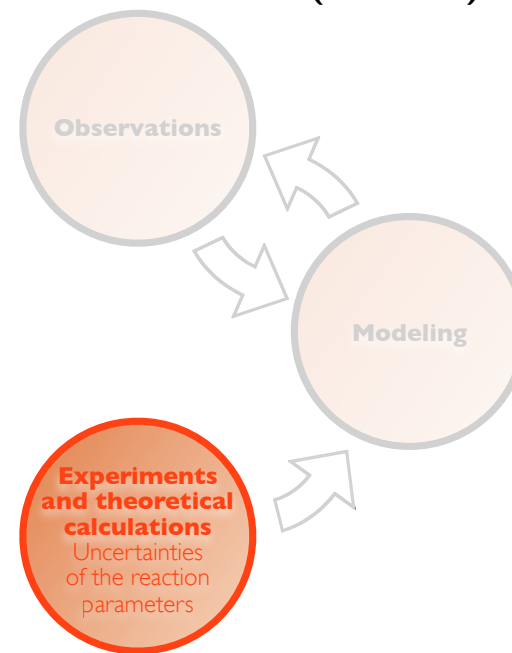 Observations
Modeling
Experiments
and theoretical
calculations
Uncertainties
of the reaction
parameters